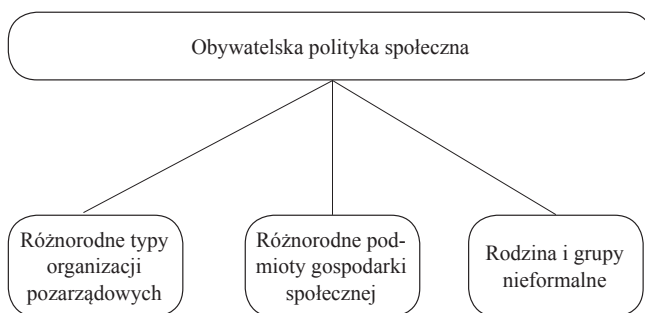 Obywatelska polityka społeczna
Różnorodne typy
organizacji
pozarządowych
Różnorodne pod-
mioty gospodarki
społecznej
Rodzina i grupy
nieformalne